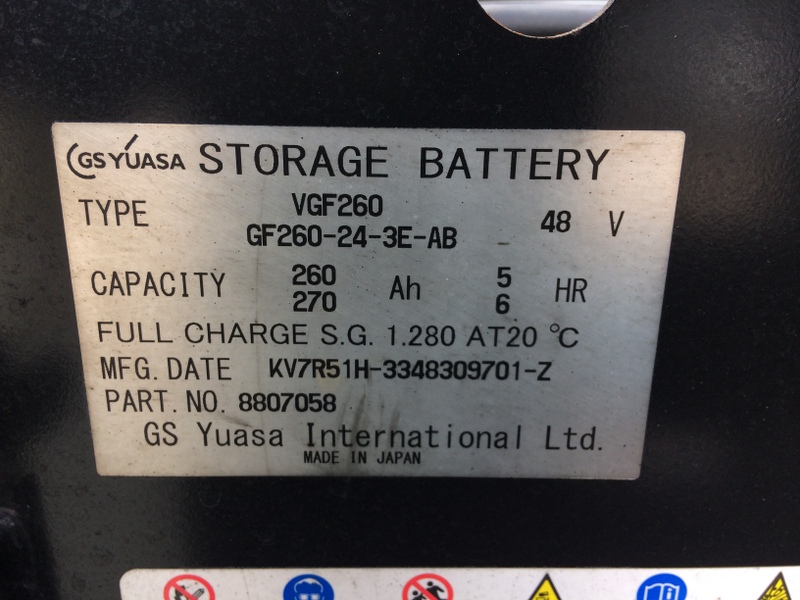 GS YUASA STORAGE BATTERY
TYPE VGF260 48 V
GF260-24-3E-AB
CAPACITY 260 Ah 5 HR
270 6
FULL CHARGE S.G. 1.280 AT20 °C
MFG. DATE KV7R51H-3348309701-Z
PART. NO. 8807058
GS Yuasa International Ltd.
MADE IN JAPAN